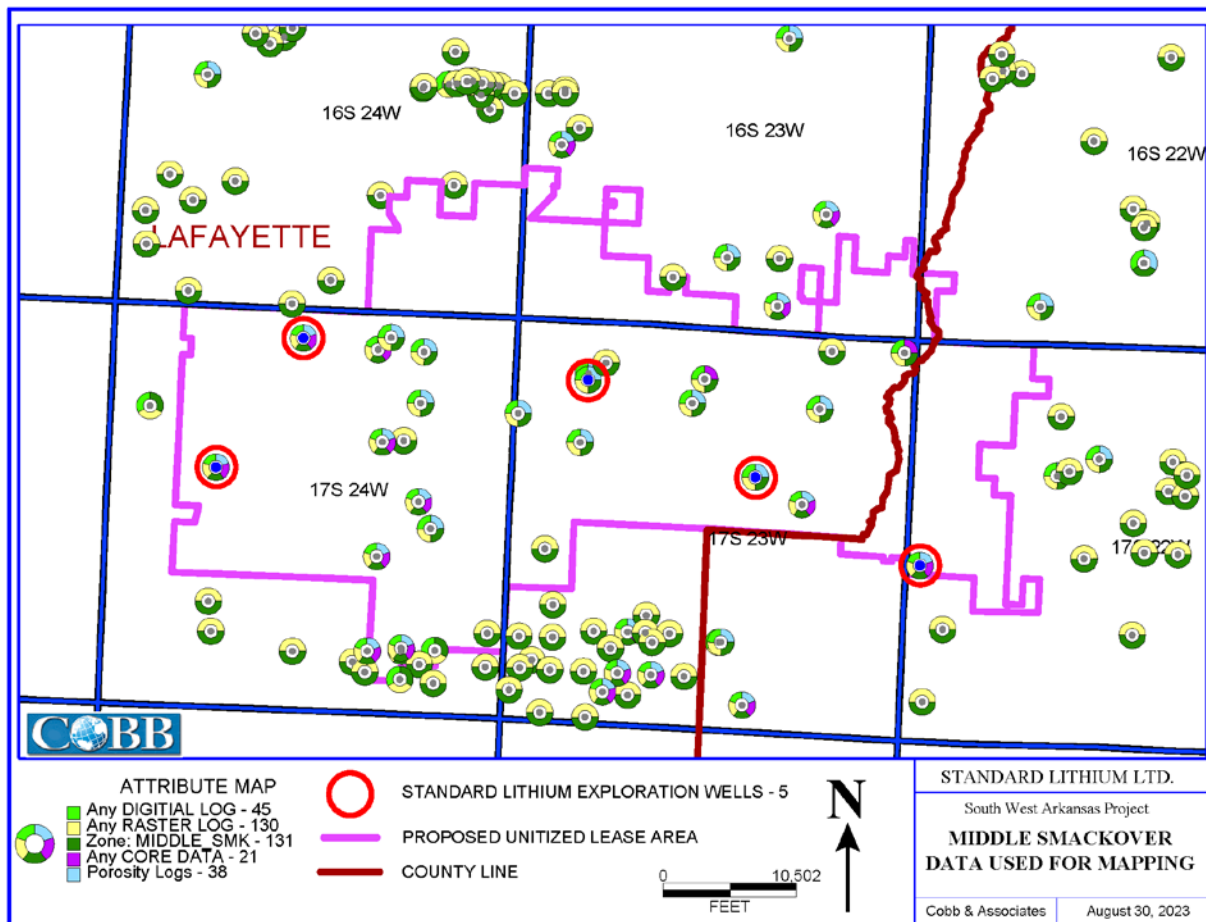 16S 24W
16S 23W
16S 22W
LAFAYETTE
17S 24W
17S 23W
17S 22W
COBB
ATTRIBUTE MAP
Any DIGITIAL LOG - 45
Any RASTER LOG - 130
Zone: MIDDLE_SMK - 131
Any CORE DATA - 21
Porosity Logs - 38
STANDARD LITHIUM EXPLORATION WELLS - 5
PROPOSED UNITIZED LEASE AREA
COUNTY LINE
N
0 10,502
FEET
STANDARD LITHIUM LTD.
South West Arkansas Project
MIDDLE SMACKOVER
DATA USED FOR MAPPING
Cobb & Associates August 30, 2023